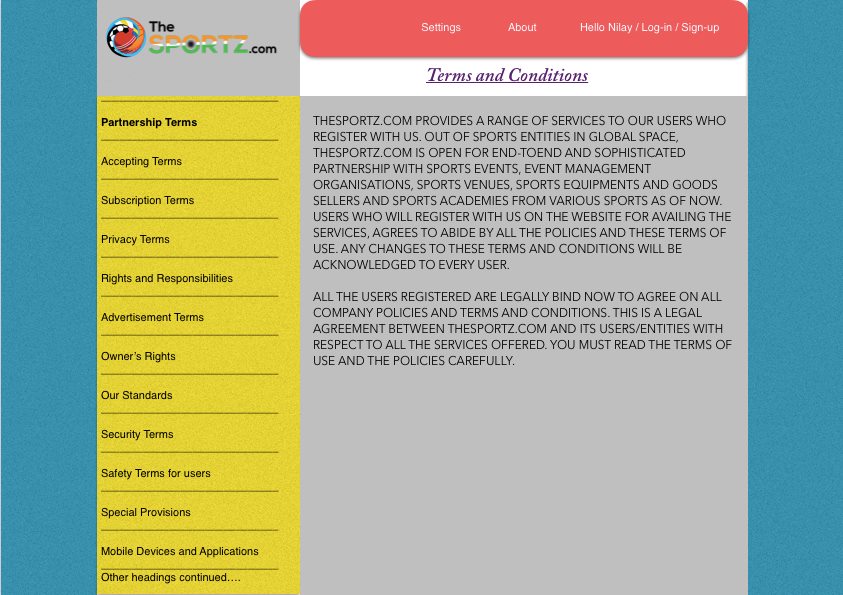 The
SPORTZ.com
Settings About Hello Nilay / Log-in / Sign-up
Terms and Conditions
Partnership Terms
Accepting Terms
Subscription Terms
Privacy Terms
Rights and Responsibilities
Advertisement Terms
Owner's Rights
Our Standards
Security Terms
Safety Terms for users
Special Provisions
Mobile Devices and Applications
Other headings continued....
THESPORTZ.COM PROVIDES A RANGE OF SERVICES TO OUR USERS WHO
REGISTER WITH US. OUT OF SPORTS ENTITIES IN GLOBAL SPACE,
THESPORTZ.COM IS OPEN FOR END-TOEND AND SOPHISTICATED
PARTNERSHIP WITH SPORTS EVENTS, EVENT MANAGEMENT
ORGANISATIONS, SPORTS VENUES, SPORTS EQUIPMENTS AND GOODS
SELLERS AND SPORTS ACADEMIES FROM VARIOUS SPORTS AS OF NOW.
USERS WHO WILL REGISTER WITH US ON THE WEBSITE FOR AVAILING THE
SERVICES, AGREES TO ABIDE BY ALL THE POLICIES AND THESE TERMS OF
USE. ANY CHANGES TO THESE TERMS AND CONDITIONS WILL BE
ACKNOWLEDGED TO EVERY USER.
ALL THE USERS REGISTERED ARE LEGALLY BIND NOW TO AGREE ON ALL
COMPANY POLICIES AND TERMS AND CONDITIONS. THIS IS A LEGAL
AGREEMENT BETWEEN THESPORTZ.COM AND ITS USERS/ENTITIES WITH
RESPECT TO ALL THE SERVICES OFFERED. YOU MUST READ THE TERMS OF
USE AND THE POLICIES CAREFULLY.